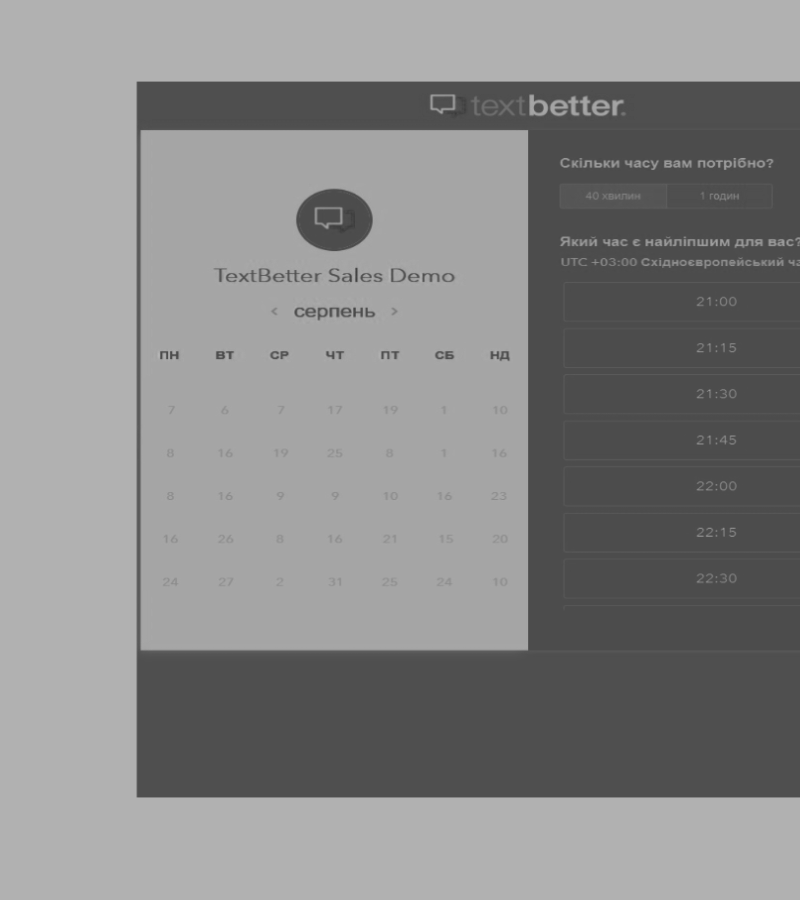 textbetter.
TextBetter Sales Demo
< серпень >
ПН ВТ СР ЧТ ПТ СБ НД
7 6 7 17 19 1 10
8 16 19 25 8 1 16
8 16 9 9 10 16 23
16 26 8 16 21 15 20
24 27 2 31 25 24 10
Скільки часу вам потрібно?
40 хвилин 1 годин
Який час є найліпшим для вас?
UTC +03:00 Східноєвропейський ча
21:00
21:15
21:30
21:45
22:00
22:15
22:30